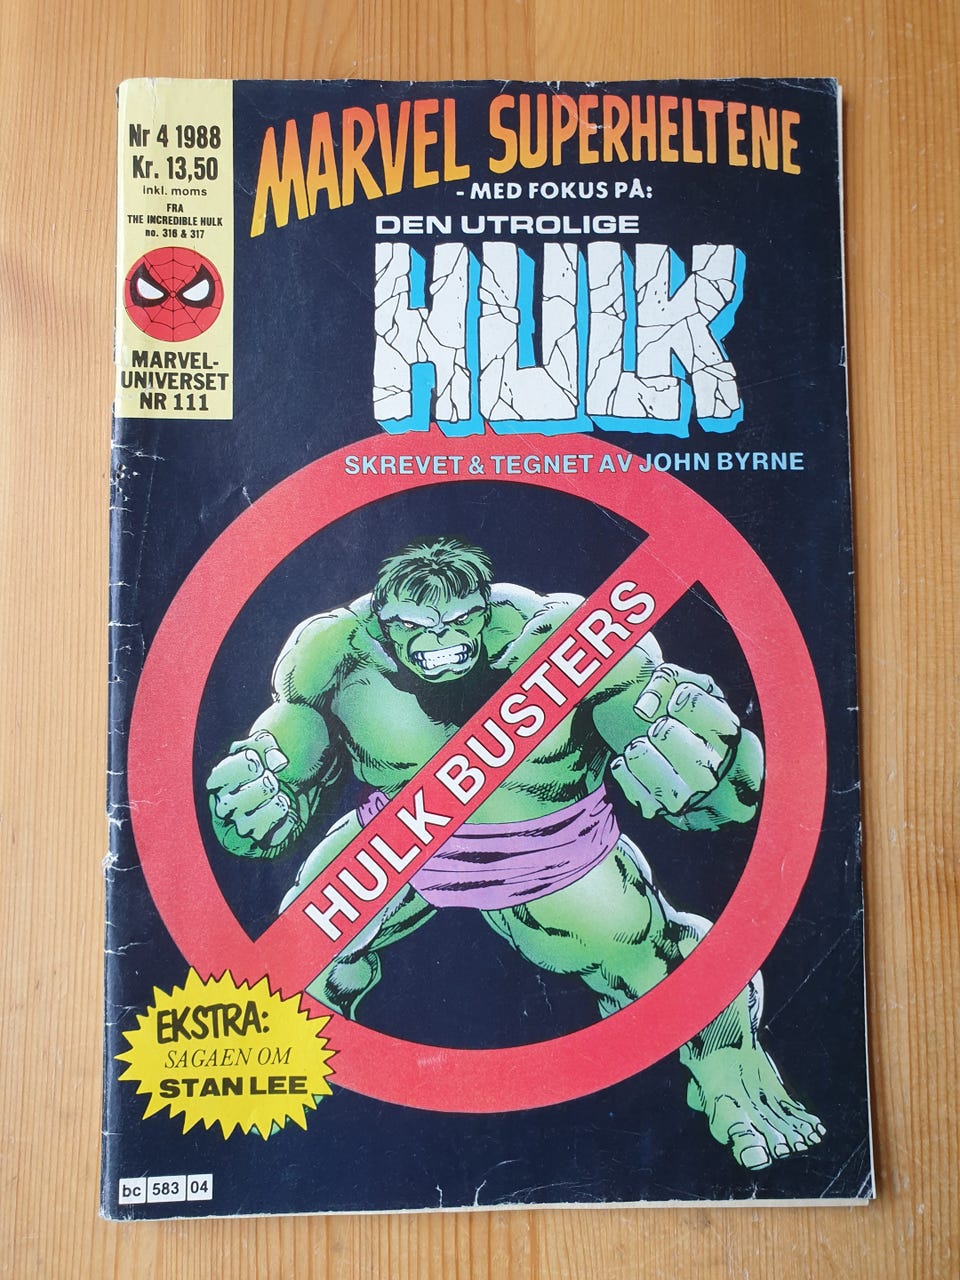 Nr 4 1988
Kr. 13,50
inkl. moms
FRA
THE INCREDIBLE HULK
no. 316 & 317
MARVEL-
UNIVERSET
NR 111
MARVEL SUPERHELTENE
- MED FOKUS PÅ:
DEN UTROLIGE
HULK
SKREVET & TEGNET AV JOHN BYRNE
HULK BUSTERS
EKSTRA:
SAGAEN OM
STAN LEE
bc 583 04